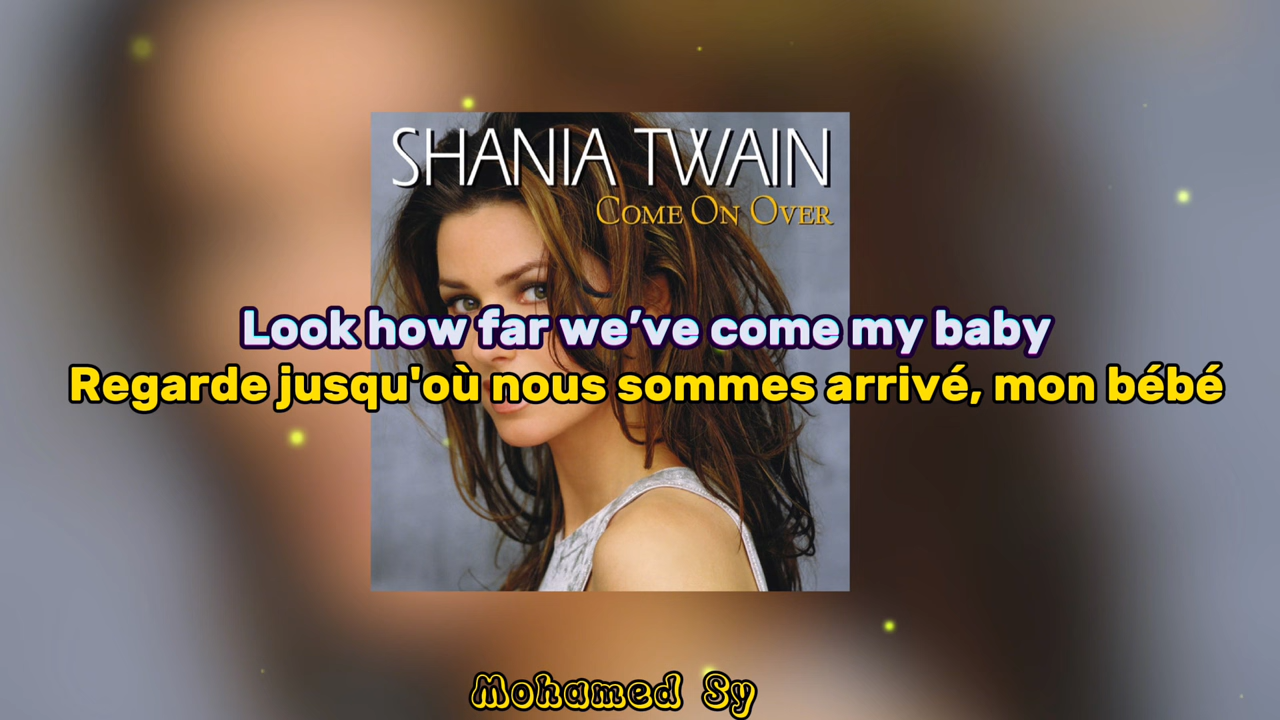 SHANIA TWAIN
COME ON OVER
Look how far we’ve come my baby
Regarde jusqu'où nous sommes arrivé, mon bébé
Mohamed Sy